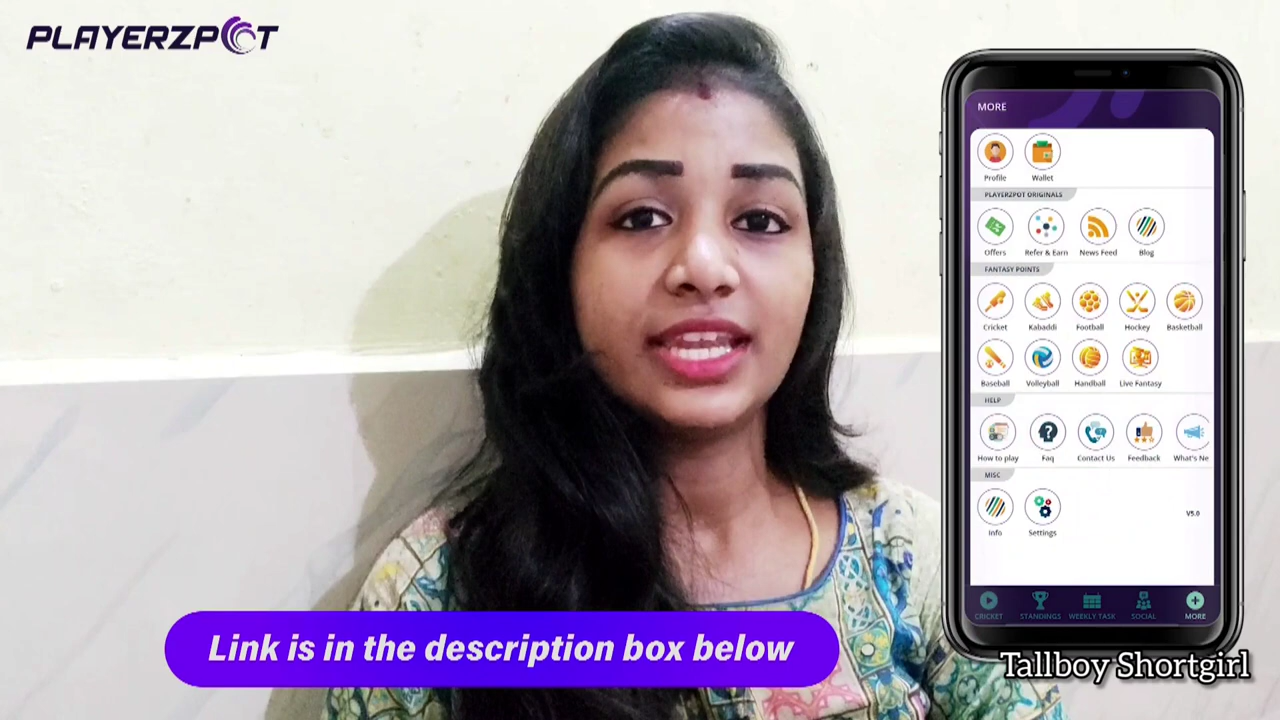 PLAYERZPOT
MORE
Profile Wallet
PLAYERZPOT ORIGINALS
Offers Refer & Earn News Feed Blog
FANTASY POINTS
Cricket Kabaddi Football Hockey Basketball
Baseball Volleyball Handball Live Fantasy
HELP
How to play Faq Contact Us Feedback What's Ne
MISC
V5.0
Info Settings
CRICKET STANDINGS WEEKLY TASK SOCIAL MORE
Link is in the description box below
Tallboy Shortgirl